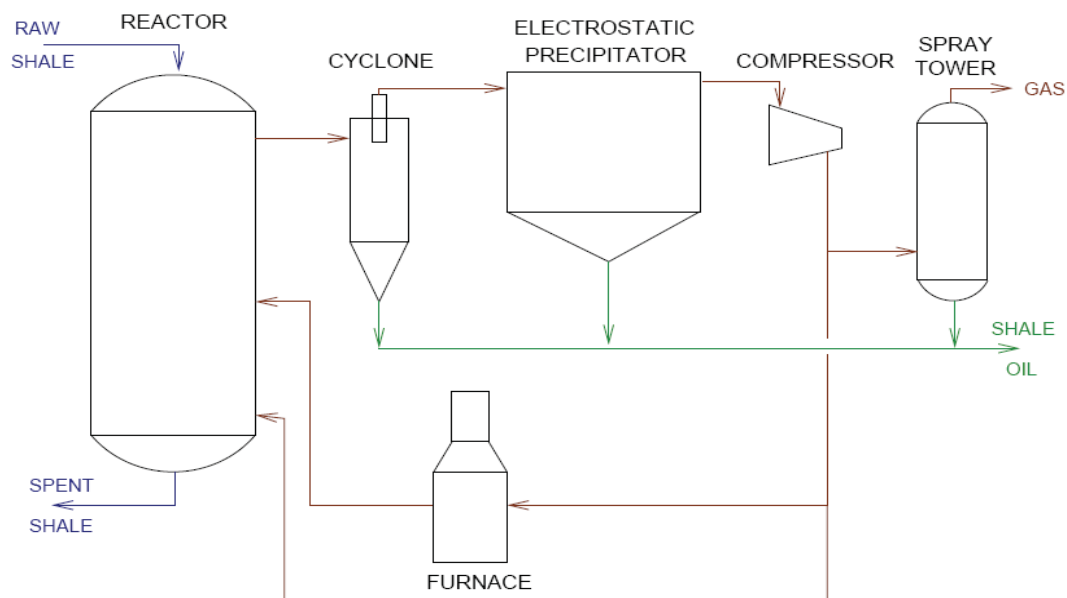 RAW
SHALE
REACTOR
CYCLONE
ELECTROSTATIC
PRECIPITATOR
COMPRESSOR
SPRAY
TOWER
GAS
SHALE
OIL
SPENT
SHALE
FURNACE